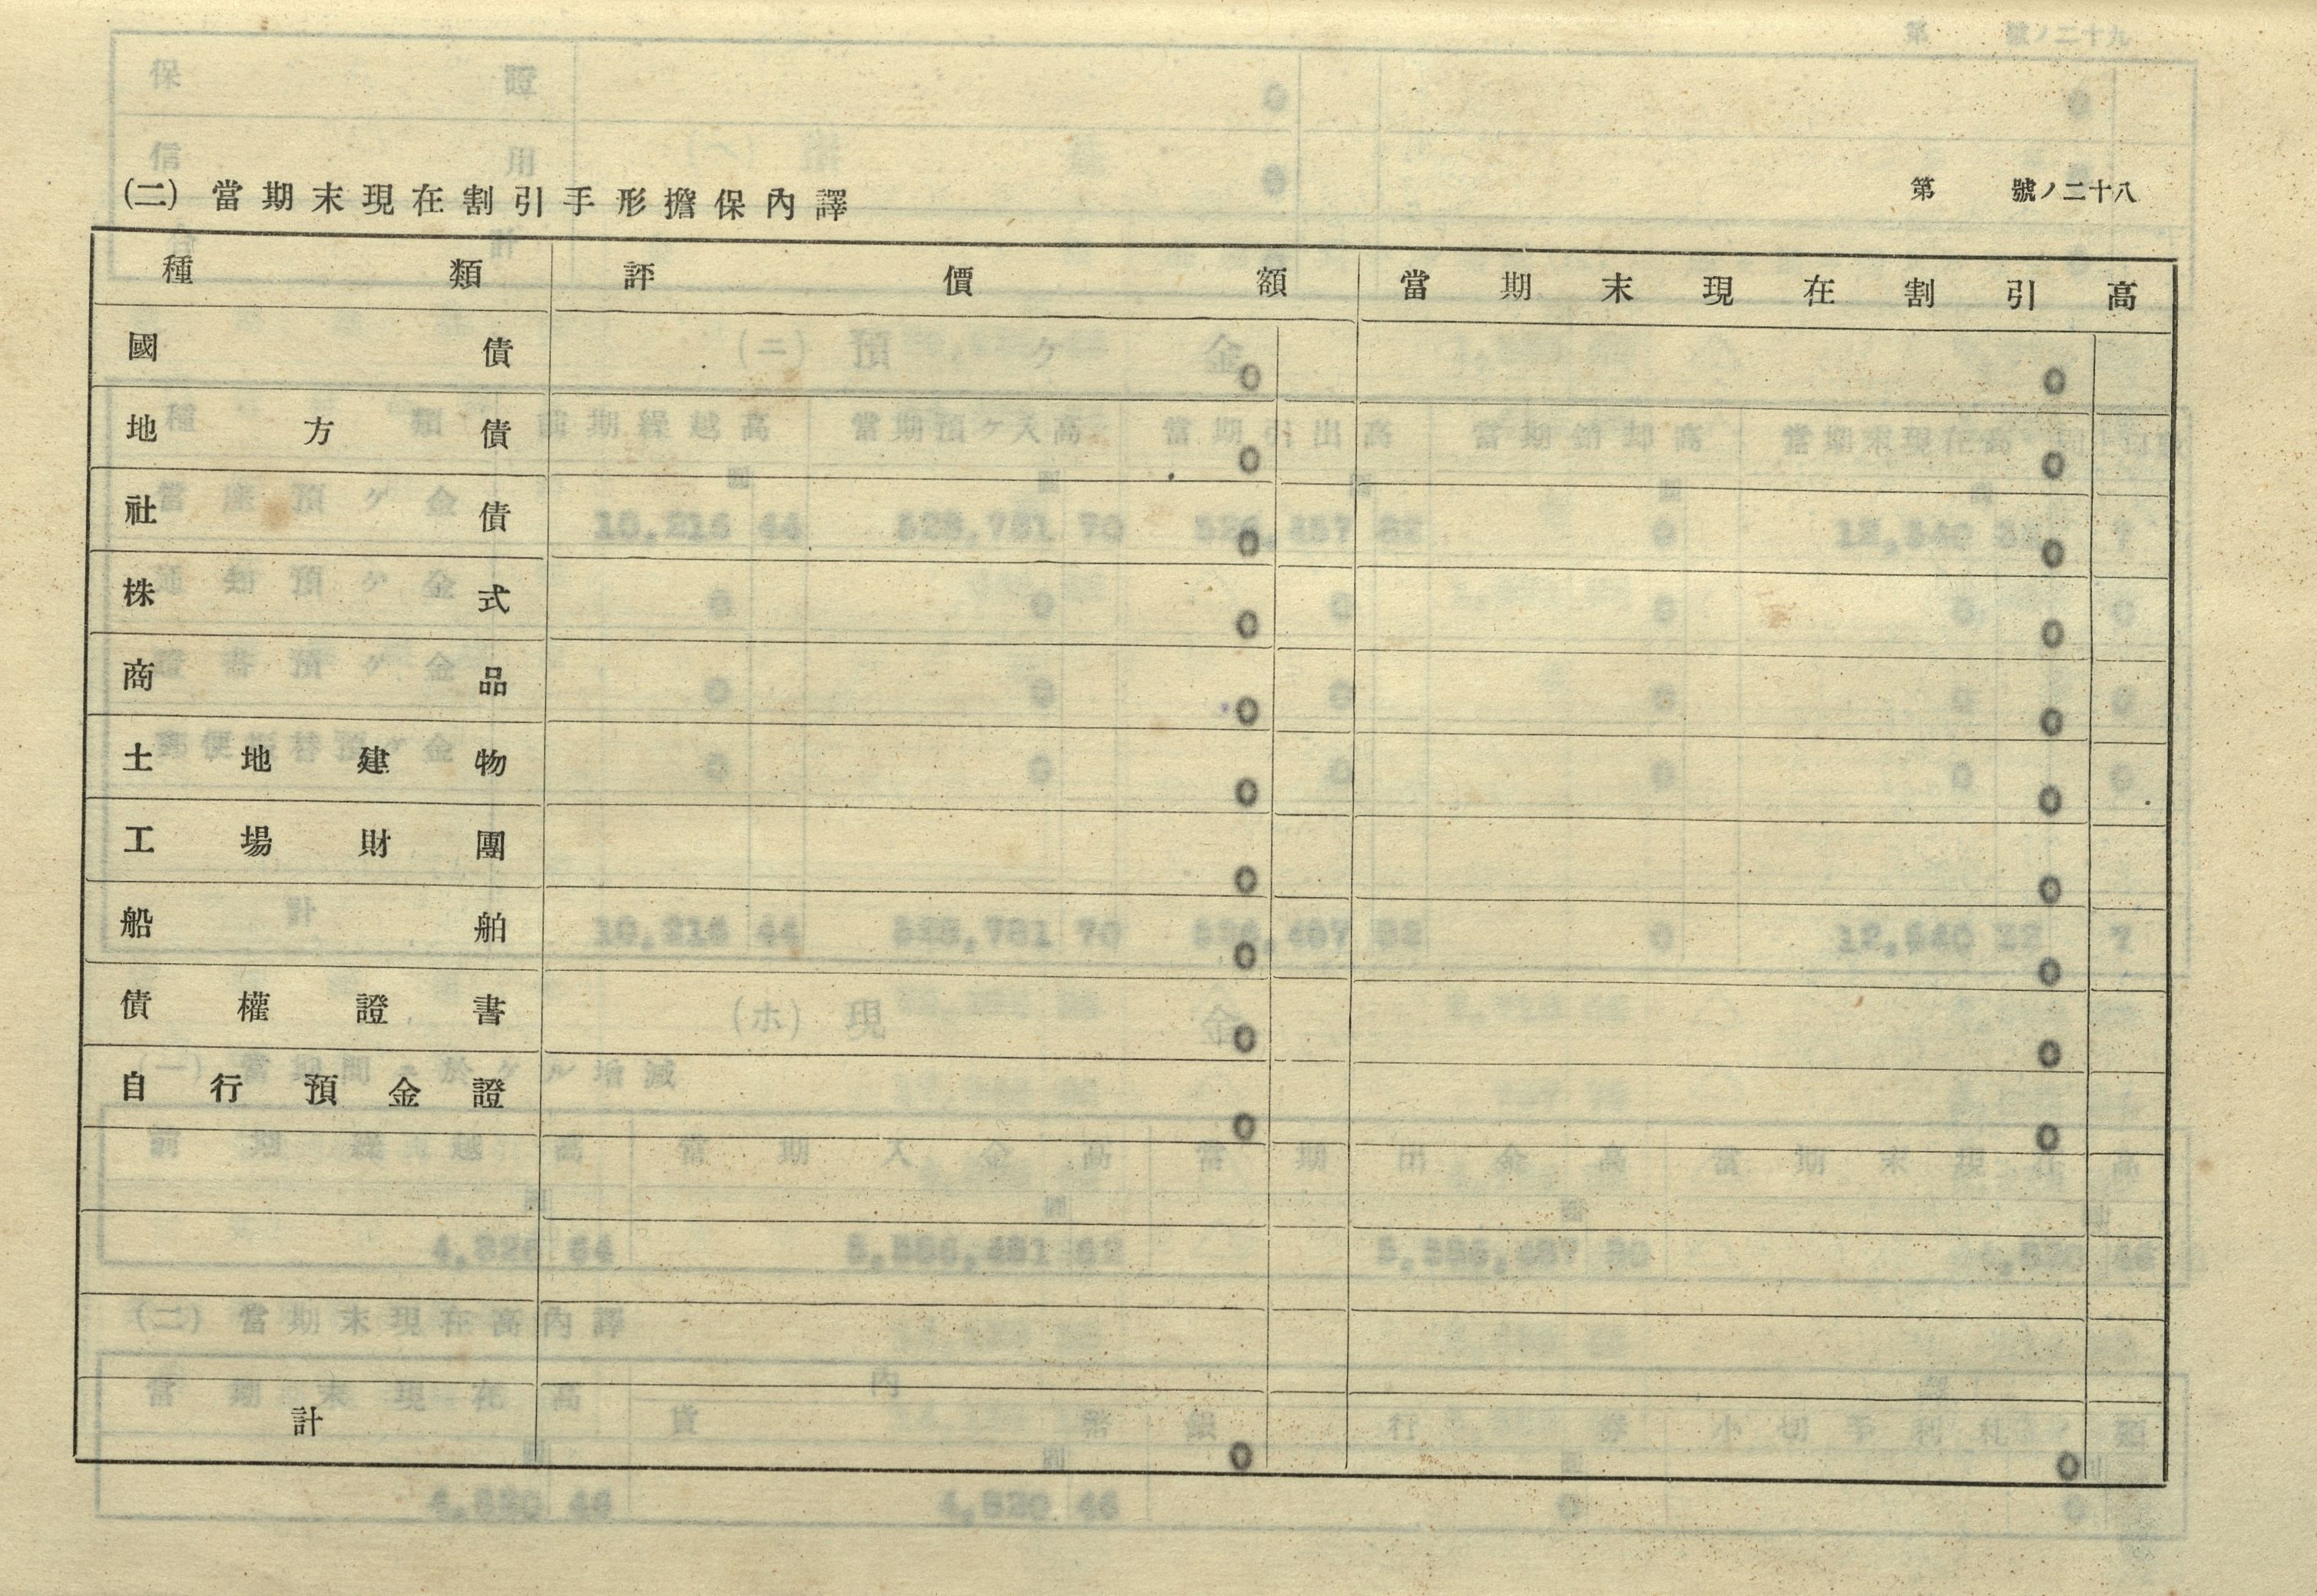 (二) 當期末現在割引手形擔保內譯 第 號ノ二十八
種類 評價額 當期末現在割引高
國債 0 0
地方債 0 0
社債 0 0
株式 0 0
商品 0 0
土地建物 0 0
工場財團 0 0
船舶 0 0
債權證書 0 0
自行預金證 0 0
計 0 0